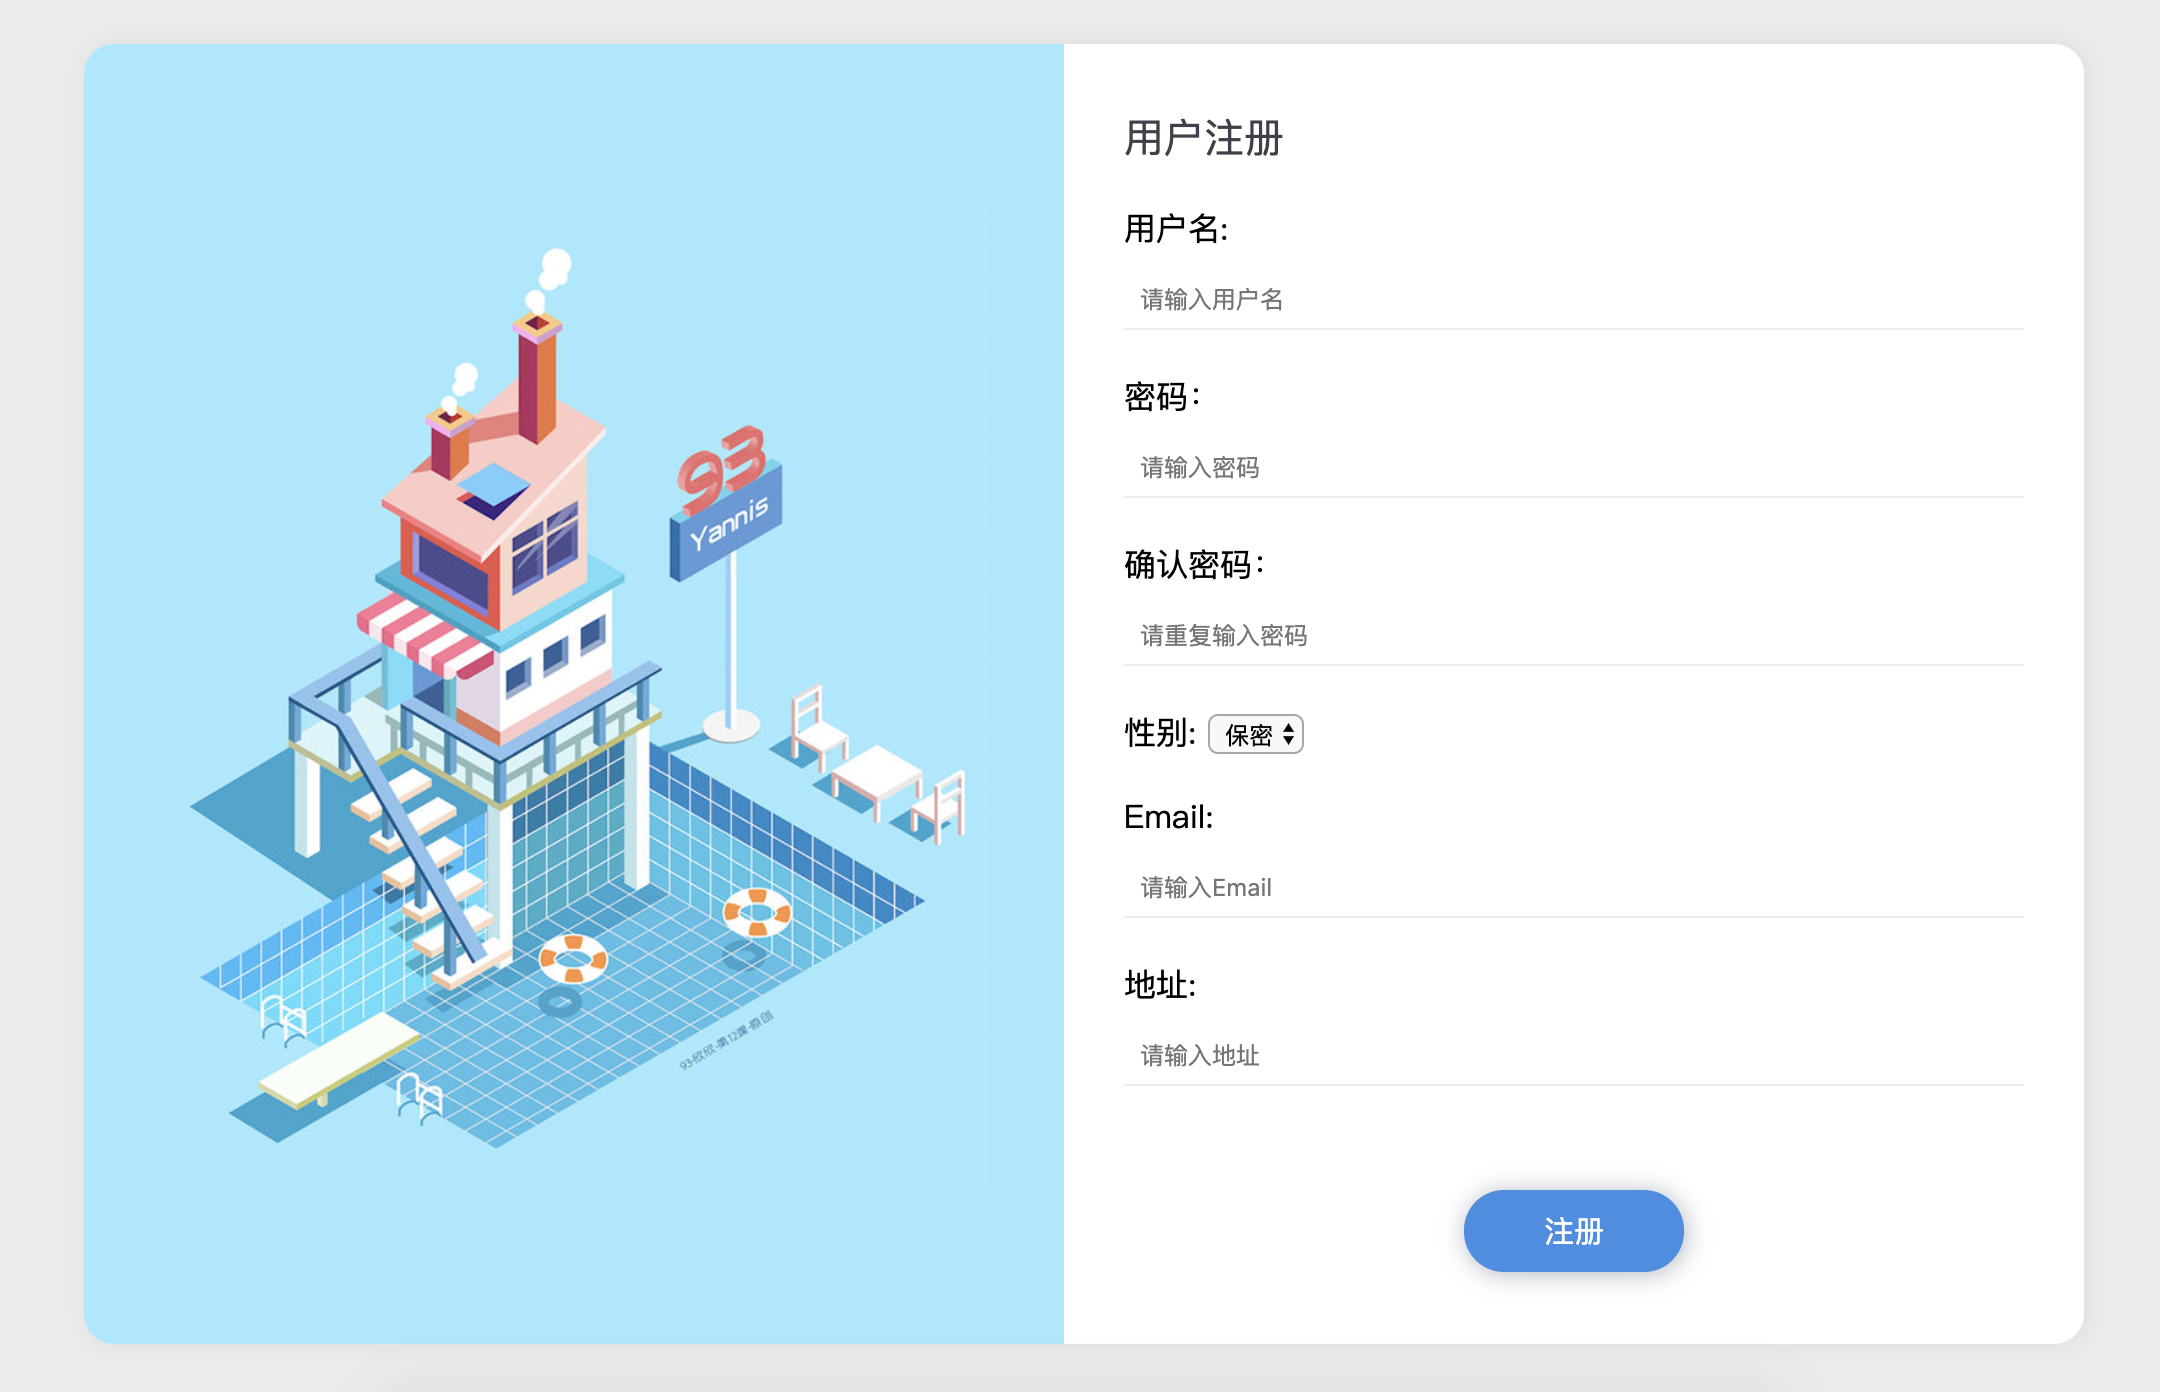 93
Yannis
93-欣欣-第12课-原创
用户注册
用户名:
请输入用户名
密码：
请输入密码
确认密码：
请重复输入密码
性别: 保密
Email:
请输入Email
地址:
请输入地址
注册